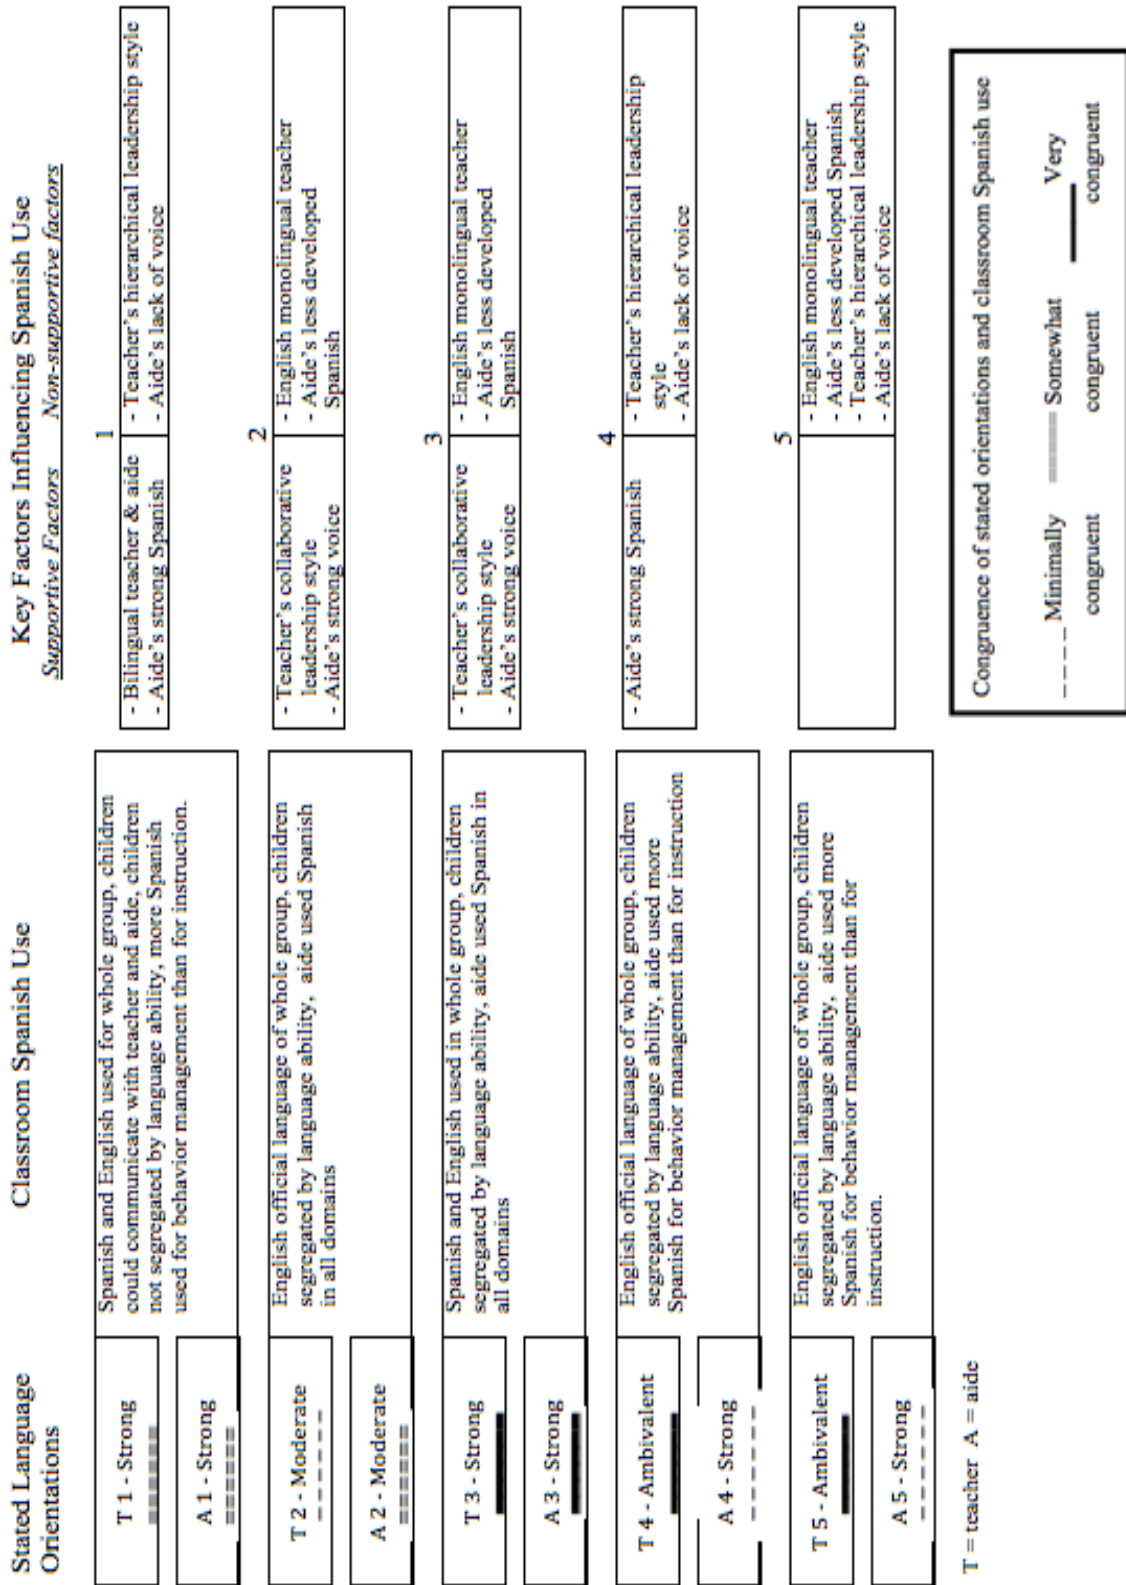 Stated Language
Orientations
Classroom Spanish Use
Key Factors Influencing Spanish Use
Supportive Factors Non-supportive factors
T 1 - Strong
A 1 - Strong
Spanish and English used for whole group, children
could communicate with teacher and aide, children
not segregated by language ability, more Spanish
used for behavior management than for instruction.
1
- Bilingual teacher & aide
- Aide's strong Spanish
- Teacher's hierarchical leadership style
- Aide's lack of voice
T 2 - Moderate
A 2 - Moderate
English official language of whole group, children
segregated by language ability, aide used Spanish
in all domains
2
- Teacher's collaborative
leadership style
- Aide's strong voice
- English monolingual teacher
- Aide's less developed
Spanish
T 3 - Strong
A 3 - Strong
Spanish and English used in whole group, children
segregated by language ability, aide used Spanish in
all domains
3
- Teacher's collaborative
leadership style
- Aide's strong voice
- English monolingual teacher
- Aide's less developed
Spanish
T 4 - Ambivalent
A 4 - Strong
English official language of whole group, children
segregated by language ability, aide used more
Spanish for behavior management than for instruction
4
- Aide's strong Spanish
- Teacher's hierarchical leadership
style
- Aide's lack of voice
T 5 - Ambivalent
A 5 - Strong
English official language of whole group, children
segregated by language ability, aide used more
Spanish for behavior management than for
instruction.
5
- English monolingual teacher
- Aide's less developed Spanish
- Teacher's hierarchical leadership style
- Aide's lack of voice
T = teacher A = aide
Congruence of stated orientations and classroom Spanish use
Minimally
congruent
Somewhat
congruent
Very
congruent